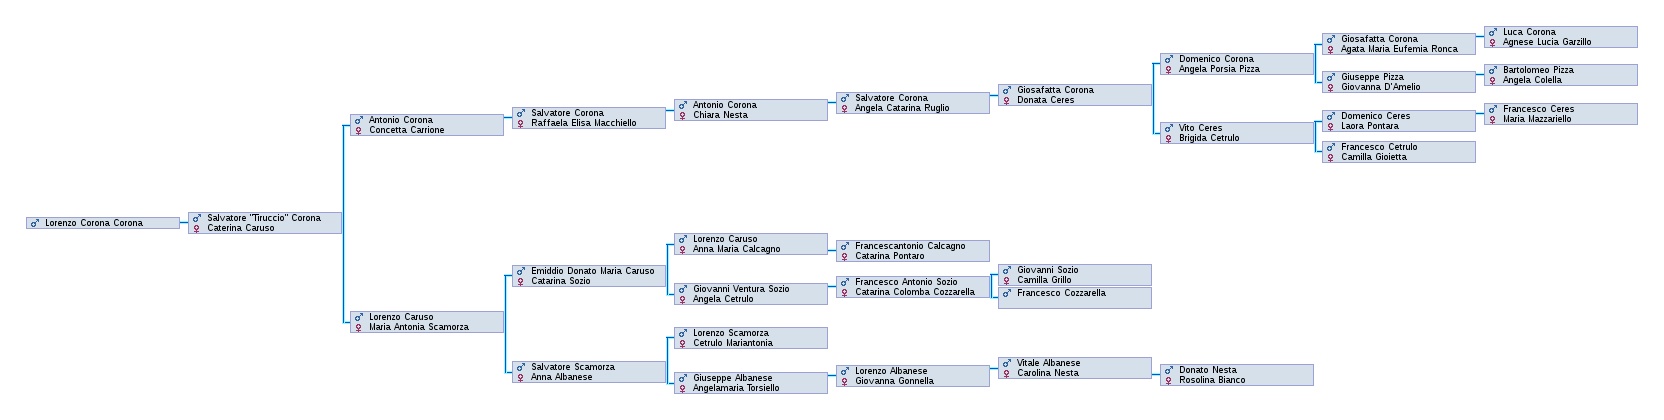 Lorenzo Corona Corona
Salvatore "Tiruccio" Corona
Caterina Caruso
Antonio Corona
Concetta Carrione
Salvatore Corona
Raffaela Elisa Macchiello
Antonio Corona
Chiara Nesta
Salvatore Corona
Angela Catarina Ruglio
Giosafatta Corona
Donata Ceres
Domenico Corona
Angela Porsia Pizza
Giosafatta Corona
Agata Maria Eufemia Ronca
Luca Corona
Agnese Lucia Garzillo
Giuseppe Pizza
Giovanna D'Amelio
Bartolomeo Pizza
Angela Colella
Vito Ceres
Brigida Cetrulo
Domenico Ceres
Laora Pontara
Francesco Ceres
Maria Mazzariello
Francesco Cetrulo
Camilla Gioietta
Lorenzo Caruso
Maria Antonia Scamorza
Emiddio Donato Maria Caruso
Catarina Sozio
Lorenzo Caruso
Anna Maria Calcagno
Francescantonio Calcagno
Catarina Pontaro
Giovanni Ventura Sozio
Angela Cetrulo
Francesco Antonio Sozio
Catarina Colomba Cozzarella
Giovanni Sozio
Camilla Grillo
Francesco Cozzarella
Salvatore Scamorza
Anna Albanese
Lorenzo Scamorza
Cetrulo Mariantonia
Giuseppe Albanese
Angelamaria Torsiello
Lorenzo Albanese
Giovanna Gonnella
Vitale Albanese
Carolina Nesta
Donato Nesta
Rosolina Bianco